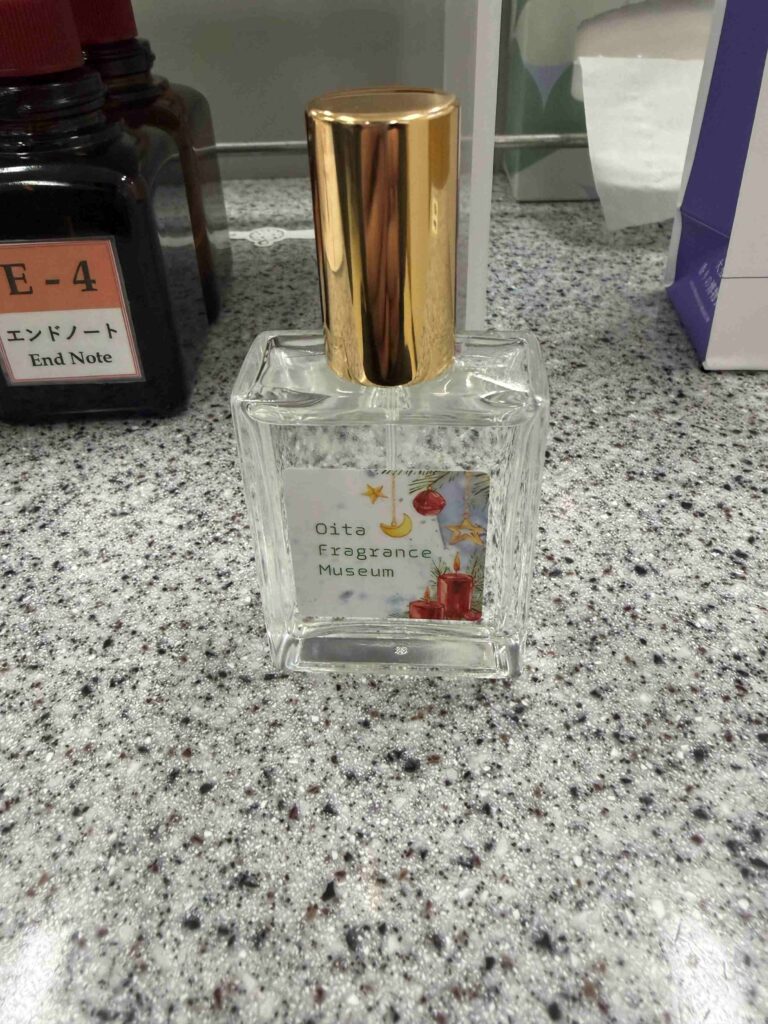 E - 4
エンドノート
End Note
Oita
Fragrance
Museum